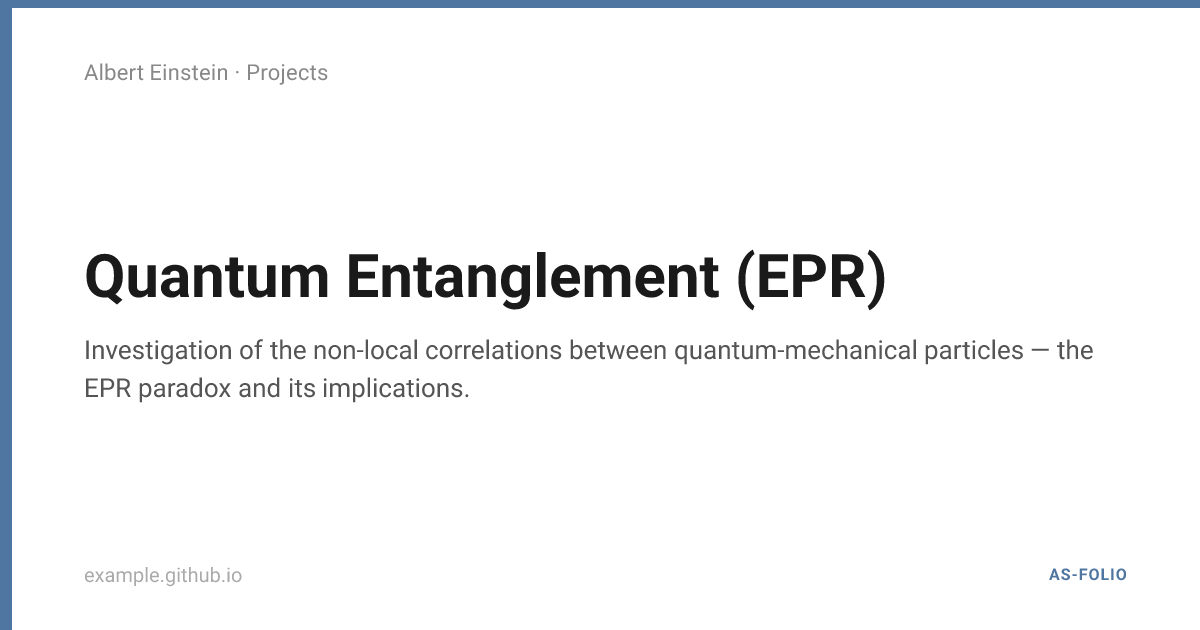 Albert Einstein · Projects
Quantum Entanglement (EPR)
Investigation of the non-local correlations between quantum-mechanical particles — the
EPR paradox and its implications.
example.github.io
AS-FOLIO